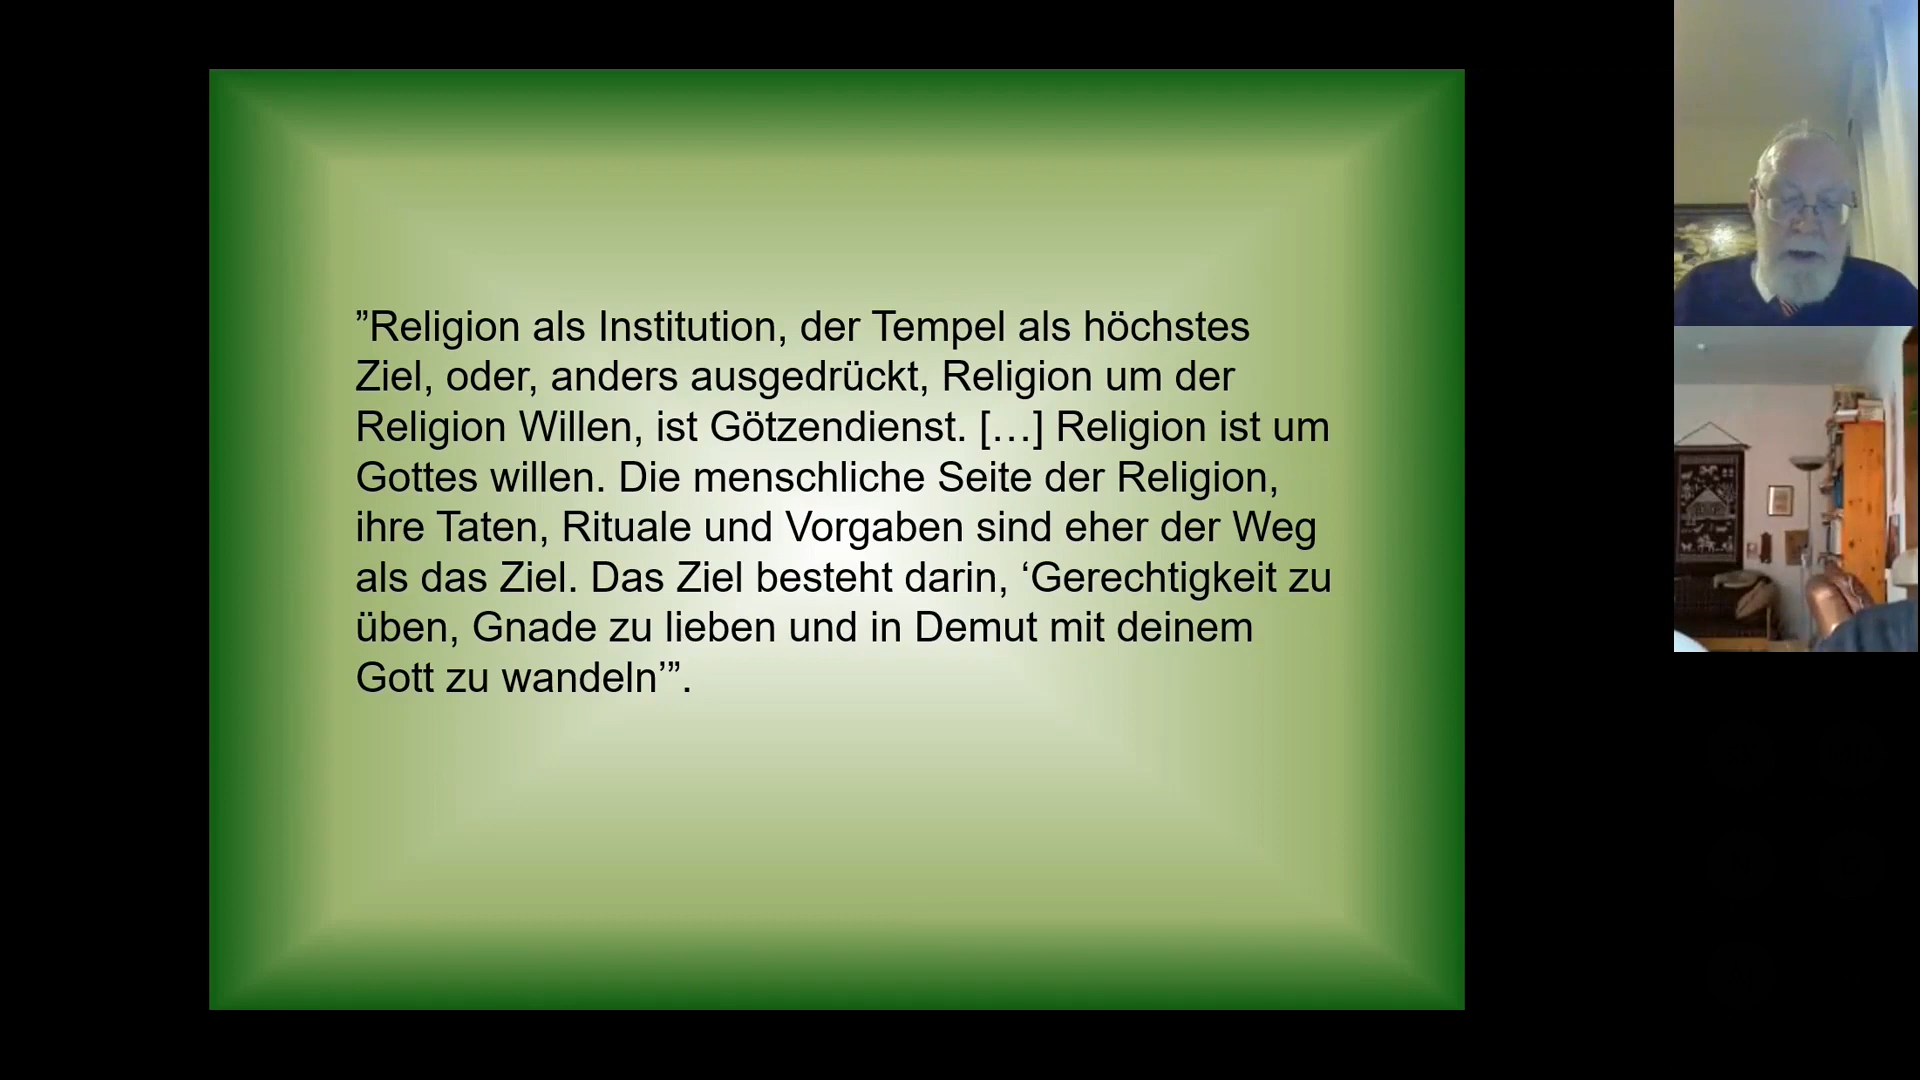 ”Religion als Institution, der Tempel als höchstes
Ziel, oder, anders ausgedrückt, Religion um der
Religion Willen, ist Götzendienst. […] Religion ist um
Gottes willen. Die menschliche Seite der Religion,
ihre Taten, Rituale und Vorgaben sind eher der Weg
als das Ziel. Das Ziel besteht darin, ‘Gerechtigkeit zu
üben, Gnade zu lieben und in Demut mit deinem
Gott zu wandeln’”.